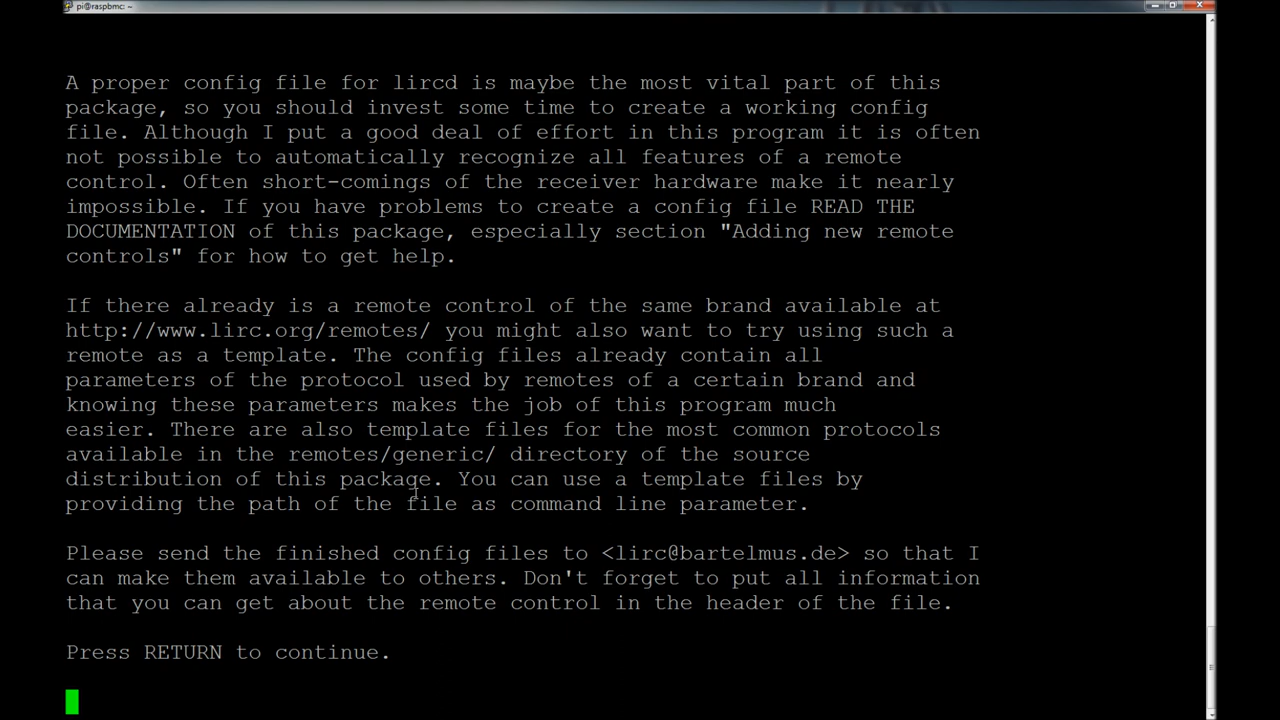 pi@raspbmc: ~
A proper config file for lircd is maybe the most vital part of this
package, so you should invest some time to create a working config
file. Although I put a good deal of effort in this program it is often
not possible to automatically recognize all features of a remote
control. Often short-comings of the receiver hardware make it nearly
impossible. If you have problems to create a config file READ THE
DOCUMENTATION of this package, especially section "Adding new remote
controls" for how to get help.
If there already is a remote control of the same brand available at
http://www.lirc.org/remotes/ you might also want to try using such a
remote as a template. The config files already contain all
parameters of the protocol used by remotes of a certain brand and
knowing these parameters makes the job of this program much
easier. There are also template files for the most common protocols
available in the remotes/generic/ directory of the source
distribution of this package. You can use a template files by
providing the path of the file as command line parameter.
Please send the finished config files to <lirc@bartelmus.de> so that I
can make them available to others. Don't forget to put all information
that you can get about the remote control in the header of the file.
Press RETURN to continue.